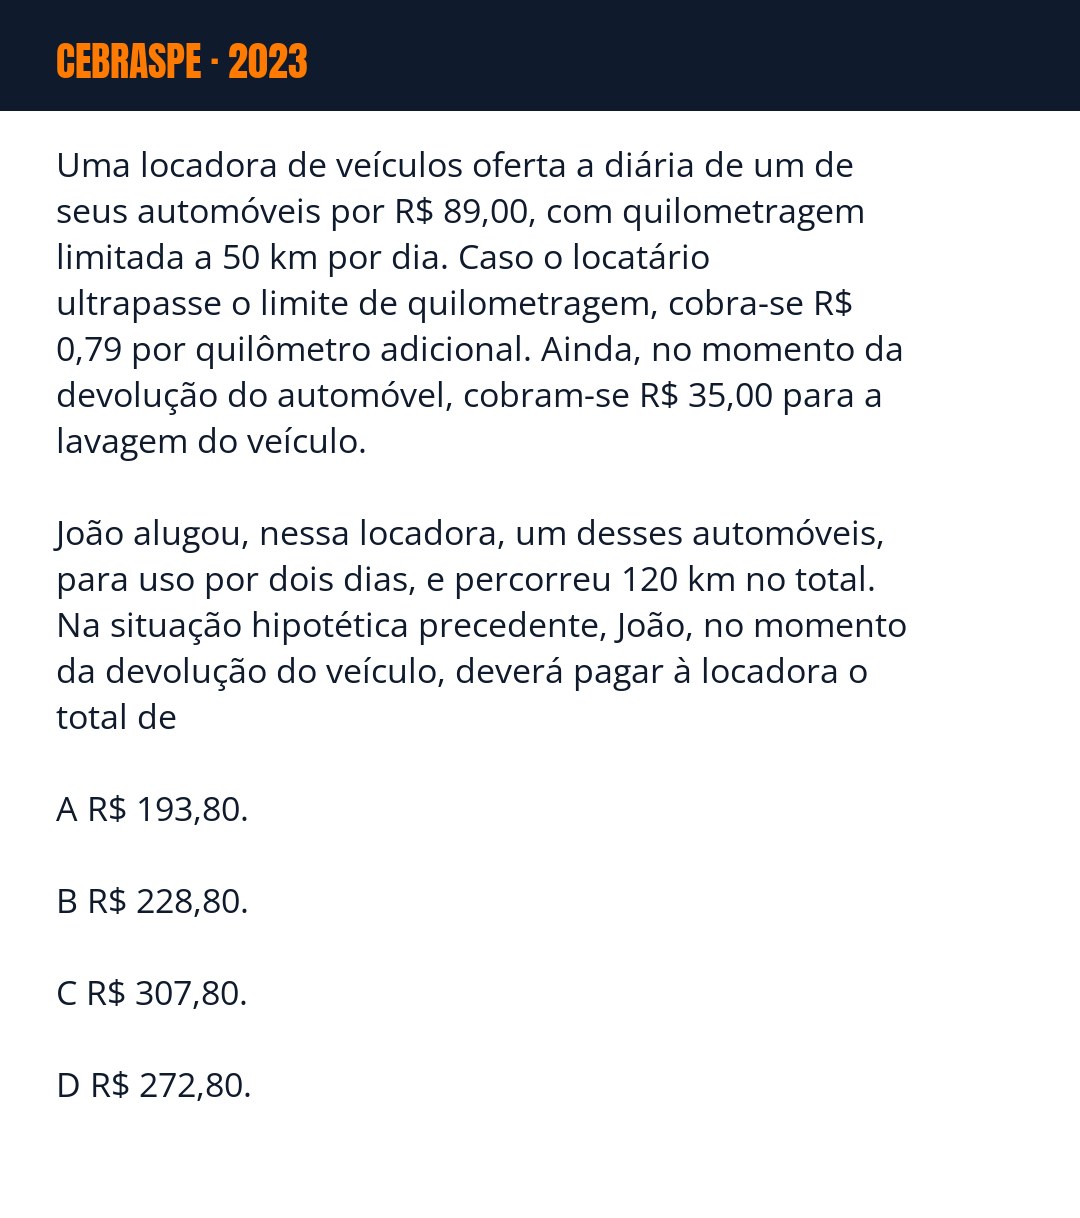 CEBRASPE · 2023
Uma locadora de veículos oferta a diária de um de
seus automóveis por R$ 89,00, com quilometragem
limitada a 50 km por dia. Caso o locatário
ultrapasse o limite de quilometragem, cobra-se R$
0,79 por quilômetro adicional. Ainda, no momento da
devolução do automóvel, cobram-se R$ 35,00 para a
lavagem do veículo.
João alugou, nessa locadora, um desses automóveis,
para uso por dois dias, e percorreu 120 km no total.
Na situação hipotética precedente, João, no momento
da devolução do veículo, deverá pagar à locadora o
total de
A R$ 193,80.
B R$ 228,80.
C R$ 307,80.
D R$ 272,80.